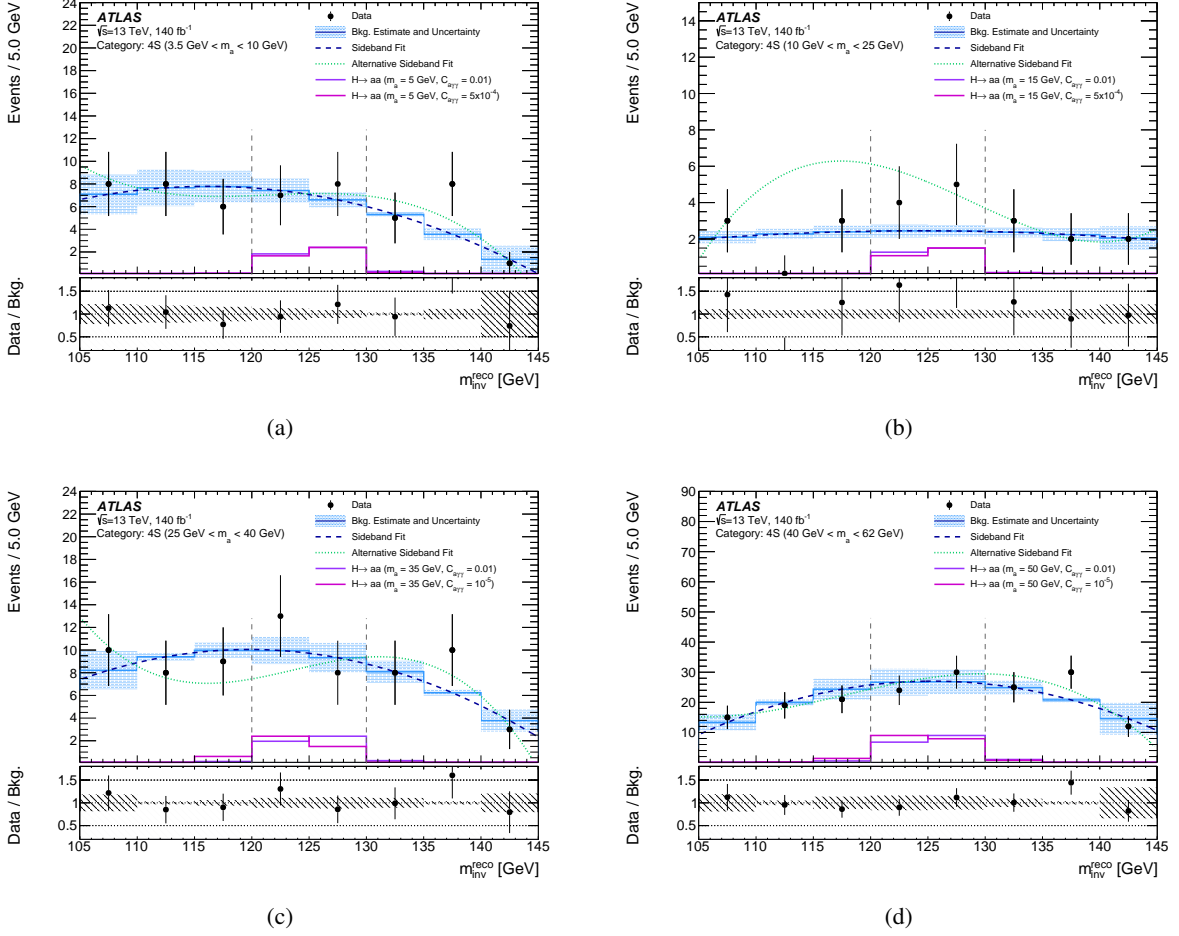 24
22
20
18
16
14
12
10
8
6
4
2
Events / 5.0 GeV
ATLAS
√s=13 TeV, 140 fb⁻¹
Category: 4S (3.5 GeV < mₐ < 10 GeV)
Data
Bkg. Estimate and Uncertainty
Sideband Fit
Alternative Sideband Fit
H→ aa (mₐ = 5 GeV, C_aγγ = 0.01)
H→ aa (mₐ = 5 GeV, C_aγγ = 5x10⁻⁴)
1.5
1
0.5
Data / Bkg.
105 110 115 120 125 130 135 140 145
m_inv^reco [GeV]
(a)
14
12
10
8
6
4
2
Events / 5.0 GeV
ATLAS
√s=13 TeV, 140 fb⁻¹
Category: 4S (10 GeV < mₐ < 25 GeV)
Data
Bkg. Estimate and Uncertainty
Sideband Fit
Alternative Sideband Fit
H→ aa (mₐ = 15 GeV, C_aγγ = 0.01)
H→ aa (mₐ = 15 GeV, C_aγγ = 5x10⁻⁴)
1.5
1
0.5
Data / Bkg.
105 110 115 120 125 130 135 140 145
m_inv^reco [GeV]
(b)
24
22
20
18
16
14
12
10
8
6
4
2
Events / 5.0 GeV
ATLAS
√s=13 TeV, 140 fb⁻¹
Category: 4S (25 GeV < mₐ < 40 GeV)
Data
Bkg. Estimate and Uncertainty
Sideband Fit
Alternative Sideband Fit
H→ aa (mₐ = 35 GeV, C_aγγ = 0.01)
H→ aa (mₐ = 35 GeV, C_aγγ = 10⁻⁵)
1.5
1
0.5
Data / Bkg.
105 110 115 120 125 130 135 140 145
m_inv^reco [GeV]
(c)
90
80
70
60
50
40
30
20
10
Events / 5.0 GeV
ATLAS
√s=13 TeV, 140 fb⁻¹
Category: 4S (40 GeV < mₐ < 62 GeV)
Data
Bkg. Estimate and Uncertainty
Sideband Fit
Alternative Sideband Fit
H→ aa (mₐ = 50 GeV, C_aγγ = 0.01)
H→ aa (mₐ = 50 GeV, C_aγγ = 10⁻⁵)
1.5
1
0.5
Data / Bkg.
105 110 115 120 125 130 135 140 145
m_inv^reco [GeV]
(d)